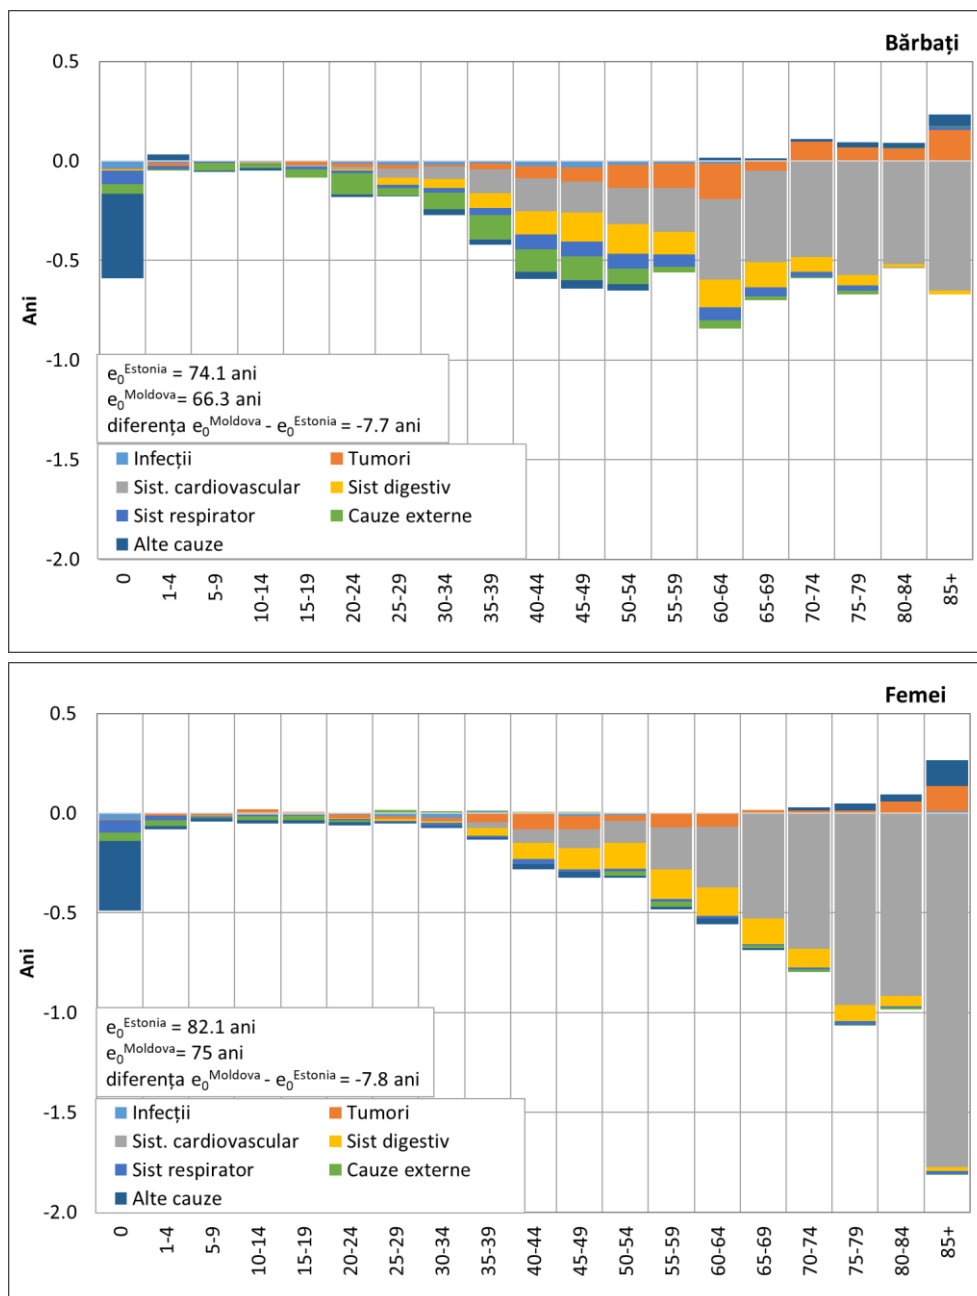 Bărbați
0.5
0.0
-0.5
-1.0
-1.5
-2.0
Ani
e₀ᴱˢᵗᵒⁿⁱᵃ = 74.1 ani
e₀ᴹᵒˡᵈᵒᵛᵃ= 66.3 ani
diferența e₀ᴹᵒˡᵈᵒᵛᵃ - e₀ᴱˢᵗᵒⁿⁱᵃ = -7.7 ani
Infecții Tumori
Sist. cardiovascular Sist digestiv
Sist respirator Cauze externe
Alte cauze
0 1-4 5-9 10-14 15-19 20-24 25-29 30-34 35-39 40-44 45-49 50-54 55-59 60-64 65-69 70-74 75-79 80-84 85+
Femei
0.5
0.0
-0.5
-1.0
-1.5
-2.0
Ani
e₀ᴱˢᵗᵒⁿⁱᵃ = 82.1 ani
e₀ᴹᵒˡᵈᵒᵛᵃ= 75 ani
diferența e₀ᴹᵒˡᵈᵒᵛᵃ - e₀ᴱˢᵗᵒⁿⁱᵃ = -7.8 ani
Infecții Tumori
Sist. cardiovascular Sist digestiv
Sist respirator Cauze externe
Alte cauze
0 1-4 5-9 10-14 15-19 20-24 25-29 30-34 35-39 40-44 45-49 50-54 55-59 60-64 65-69 70-74 75-79 80-84 85+